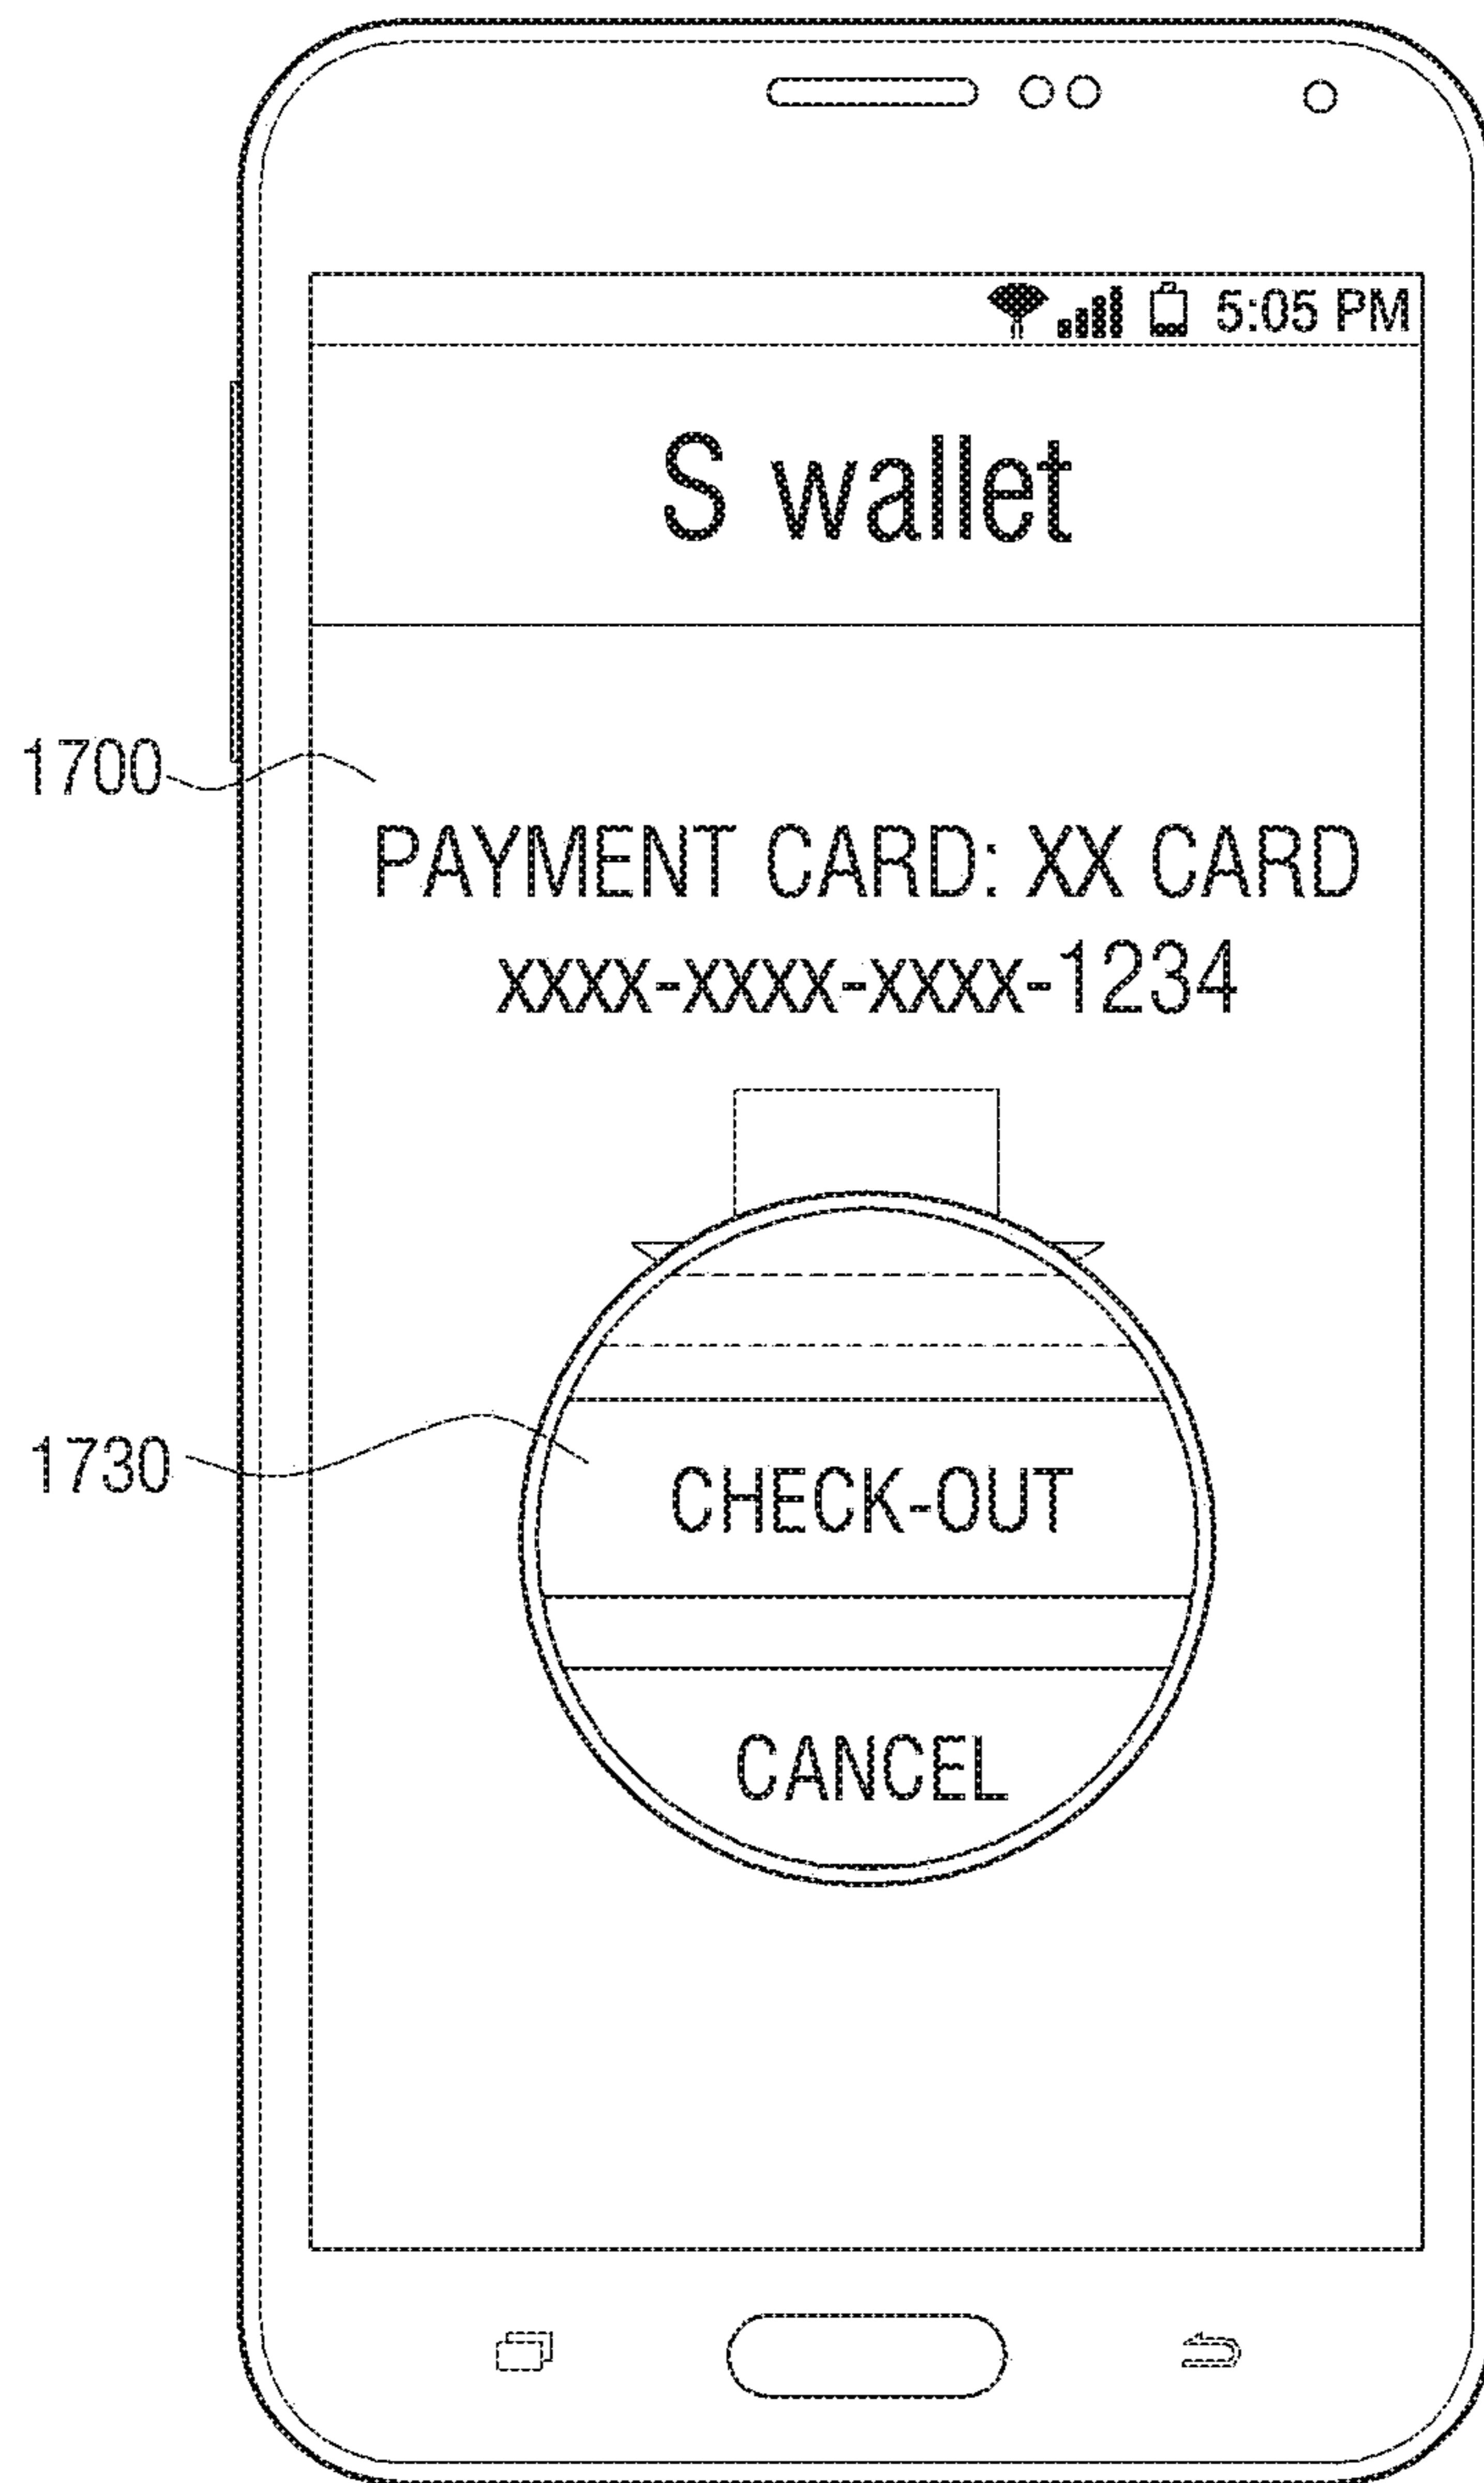 5:05 PM
S wallet
1700
PAYMENT CARD: XX CARD
xxxx-xxxx-xxxx-1234
1730
CHECK-OUT
CANCEL